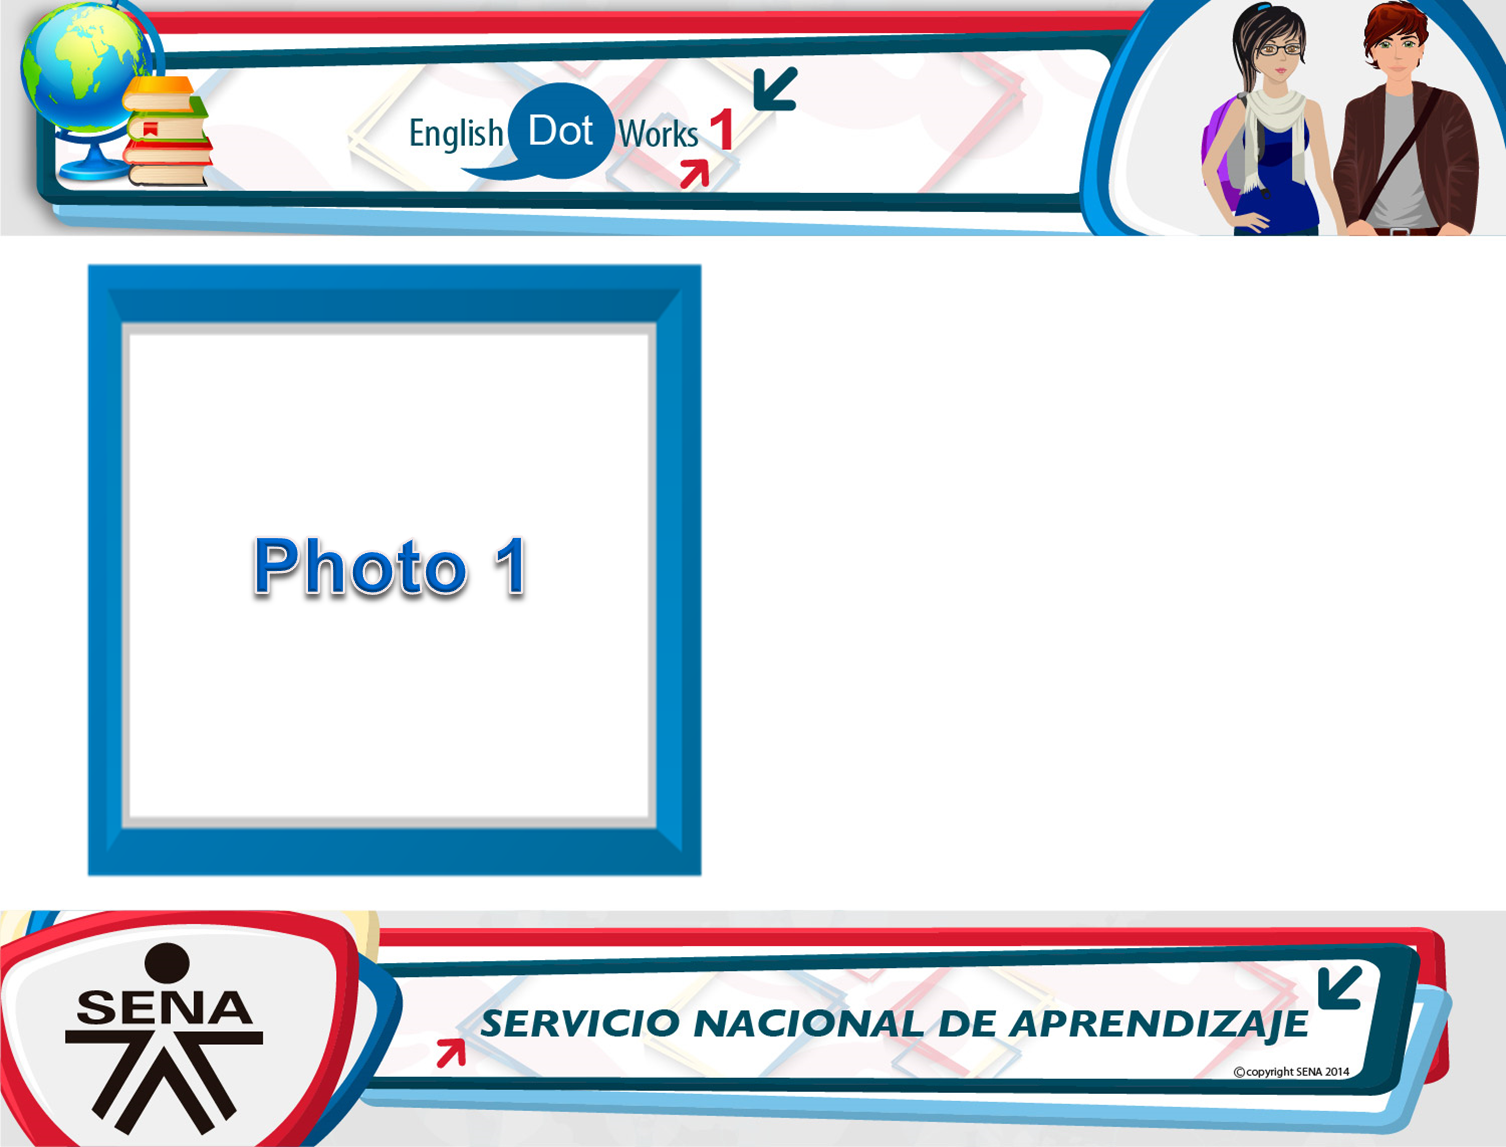 English Dot Works 1
Photo 1
SENA
SERVICIO NACIONAL DE APRENDIZAJE
©copyright SENA 2014